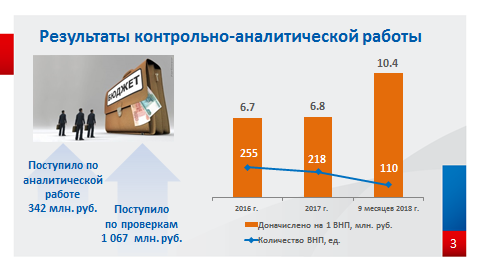 Результаты контрольно-аналитической работы
БЮДЖЕТ
Поступило по
аналитической
работе
342 млн. руб.
Поступило
по проверкам
1 067 млн. руб.
6.7
6.8
10.4
255
218
110
2016 г.
2017 г.
9 месяцев 2018 г.
Доначислено на 1 ВНП, млн. руб.
Количество ВНП, ед.
3